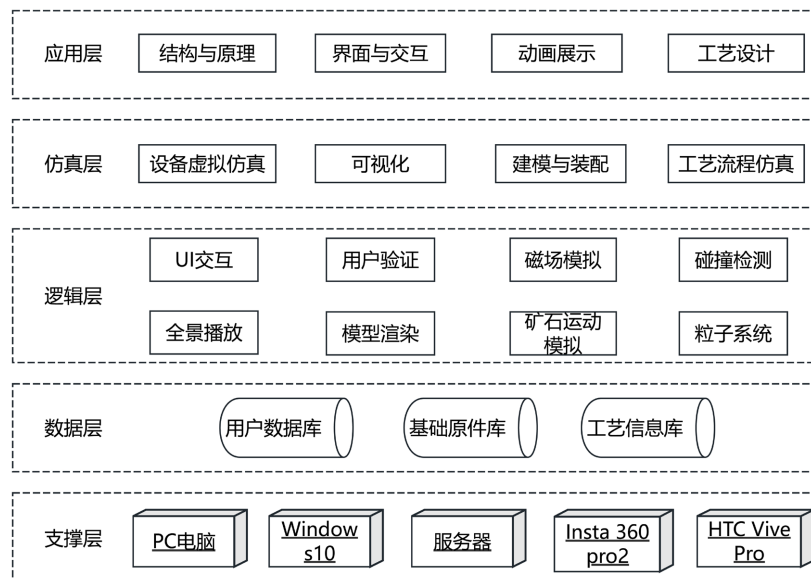 应用层 结构与原理 界面与交互 动画展示 工艺设计
仿真层 设备虚拟仿真 可视化 建模与装配 工艺流程仿真
逻辑层
UI交互 用户验证 磁场模拟 碰撞检测
全景播放 模型渲染 矿石运动
模拟 粒子系统
数据层 用户数据库 基础原件库 工艺信息库
支撑层
PC电脑
Window
s10
服务器
Insta 360
pro2
HTC Vive
Pro